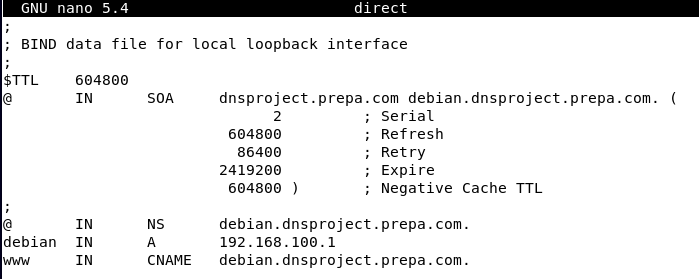 GNU nano 5.4 direct
;
; BIND data file for local loopback interface
;
$TTL 604800
@ IN SOA dnsproject.prepa.com debian.dnsproject.prepa.com. (
2 ; Serial
604800 ; Refresh
86400 ; Retry
2419200 ; Expire
604800 ) ; Negative Cache TTL
;
@ IN NS debian.dnsproject.prepa.com.
debian IN A 192.168.100.1
www IN CNAME debian.dnsproject.prepa.com.